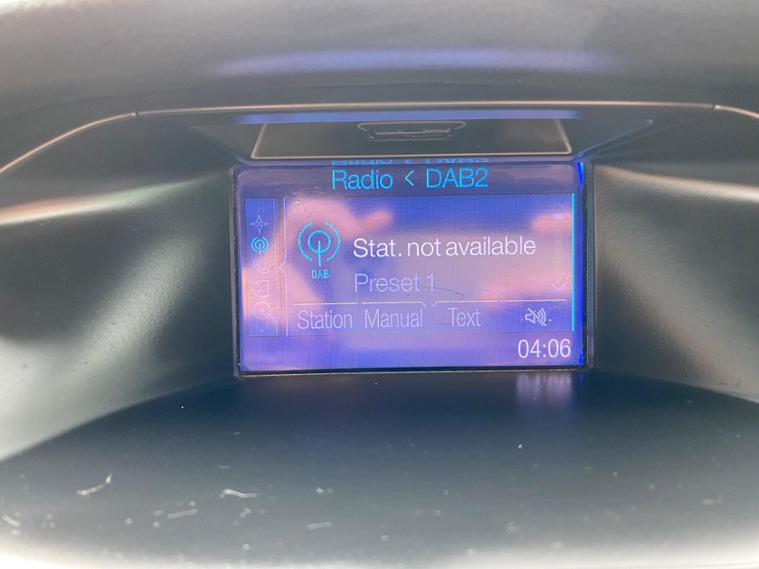 Radio < DAB2
Stat. not available
DAB
Preset 1
Station Manual Text
04:06